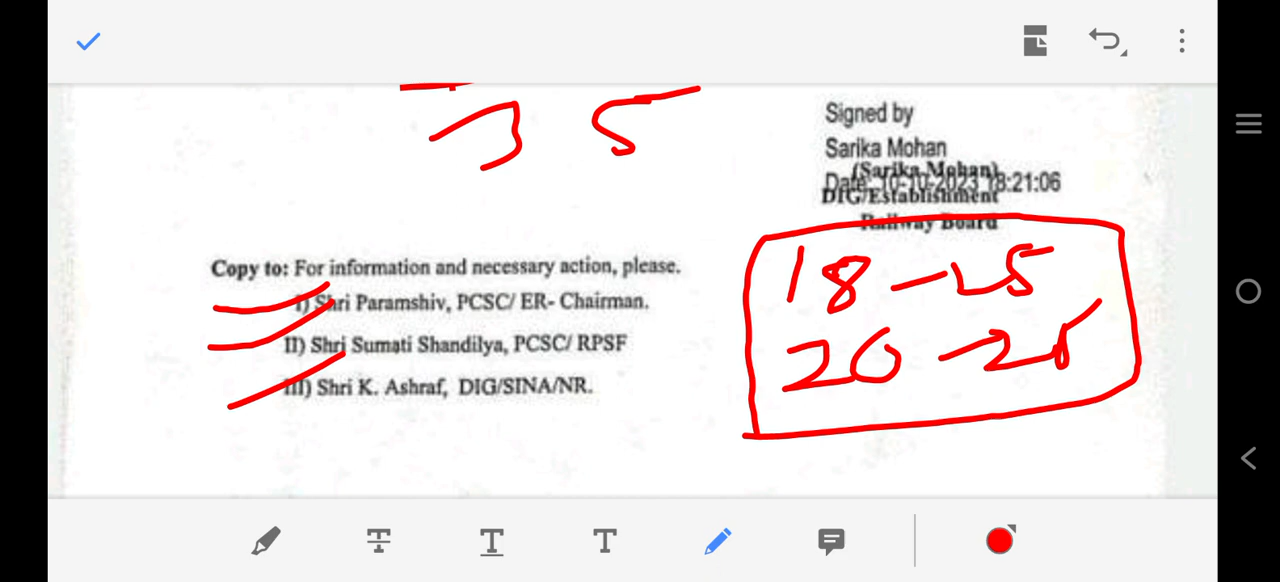 3 5
Signed by
Sarika Mohan
(Sarika Mohan)
Date: 10-10-2023 18:21:06
DIG/Establishment
Railway Board
18-25
20-25
Copy to: For information and necessary action, please.
I) Shri Paramshiv, PCSC/ ER- Chairman.
II) Shri Sumati Shandilya, PCSC/ RPSF
III) Shri K. Ashraf, DIG/SINA/NR.